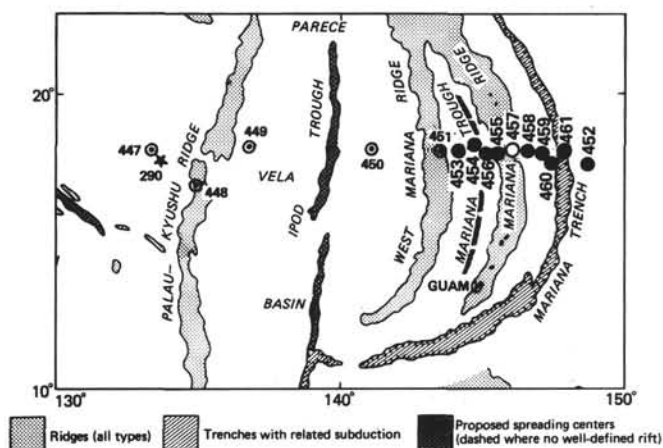 PARECE
RIDGE
RIDGE
20°
TROUGH
TROUGH
447
290
RIDGE
449
450
451
453
454
455
456
457
458
459
460
461
452
448
VELA
KYUSHU
IPOD
MARIANA
MARIANA
MARIANA
TRENCH
MARIANA
WEST
PALAU—
GUAM
BASIN
10°
130°
140°
150°
Ridges (all types)
Trenches with related subduction
Proposed spreading centers
(dashed where no well-defined rift)